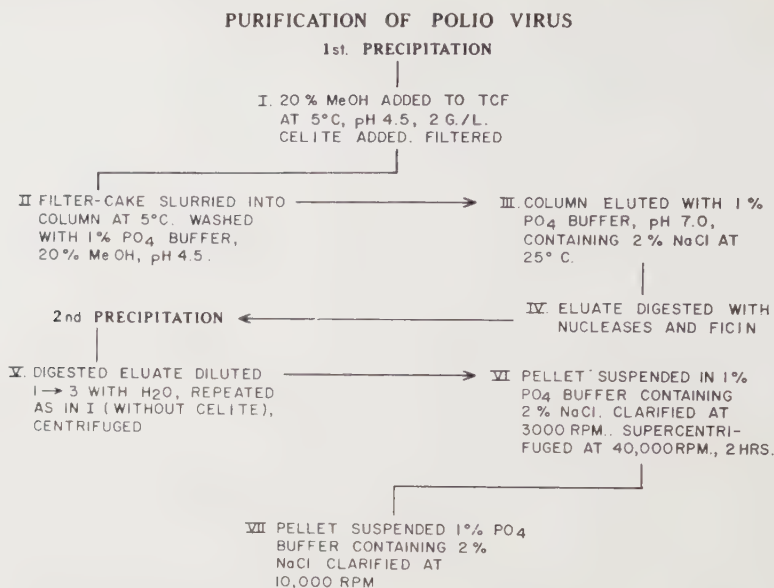 PURIFICATION OF POLIO VIRUS
1st. PRECIPITATION
I. 20% MeOH ADDED TO TCF
AT 5°C, pH 4.5, 2 G./L.
CELITE ADDED. FILTERED
II FILTER-CAKE SLURRIED INTO
COLUMN AT 5°C. WASHED
WITH 1% PO4 BUFFER,
20% MeOH, pH 4.5.
III. COLUMN ELUTED WITH 1%
PO4 BUFFER, pH 7.0,
CONTAINING 2% NaCl AT
25° C.
IV. ELUATE DIGESTED WITH
NUCLEASES AND FICIN
2nd PRECIPITATION
V. DIGESTED ELUATE DILUTED
1 → 3 WITH H2O, REPEATED
AS IN I (WITHOUT CELITE),
CENTRIFUGED
VI PELLET SUSPENDED IN 1%
PO4 BUFFER CONTAINING
2% NaCl. CLARIFIED AT
3000 RPM.. SUPERCENTRI-
FUGED AT 40,000 RPM., 2 HRS.
VII PELLET SUSPENDED 1% PO4
BUFFER CONTAINING 2%
NaCl CLARIFIED AT
10,000 RPM